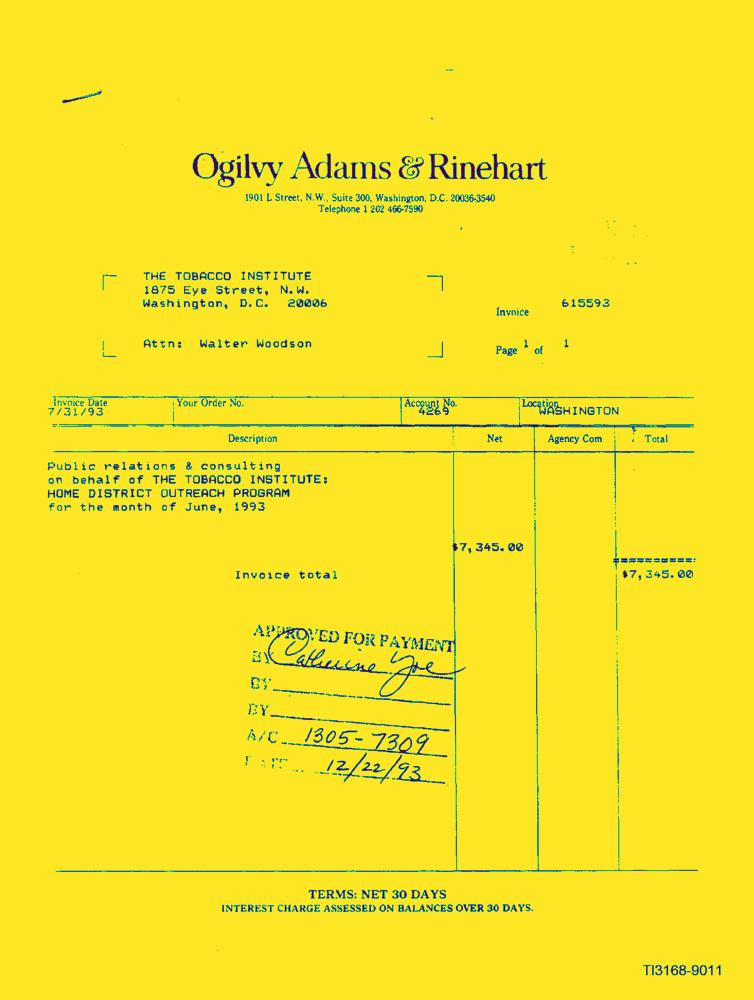 Ogilvy Adams & Rinehart
1901 L Street, N.W., Suite 300, Washington, D.C. 20036-3540
Telephone 1 202 466-7590
THE TOBACCO INSTITUTE
1875 Eye Street, N.W.
Washington, D.C. 20006
Invoice 615593
Attn: Walter Woodson
Page 1 of 1
Invoice Date Your Order No. Account No. Location
7/31/93 4269 WASHINGTON
Description Net Agency Com Total
Public relations & consulting
on behalf of THE TOBACCO INSTITUTE:
HOME DISTRICT OUTREACH PROGRAM
for the month of June, 1993
$7,345.00
==========
Invoice total $7,345.00
APPROVED FOR PAYMENT
BY Catherine
BY
BY
A/C 1305-7309
DATE 12/22/93
TERMS: NET 30 DAYS
INTEREST CHARGE ASSESSED ON BALANCES OVER 30 DAYS.
TI3168-9011